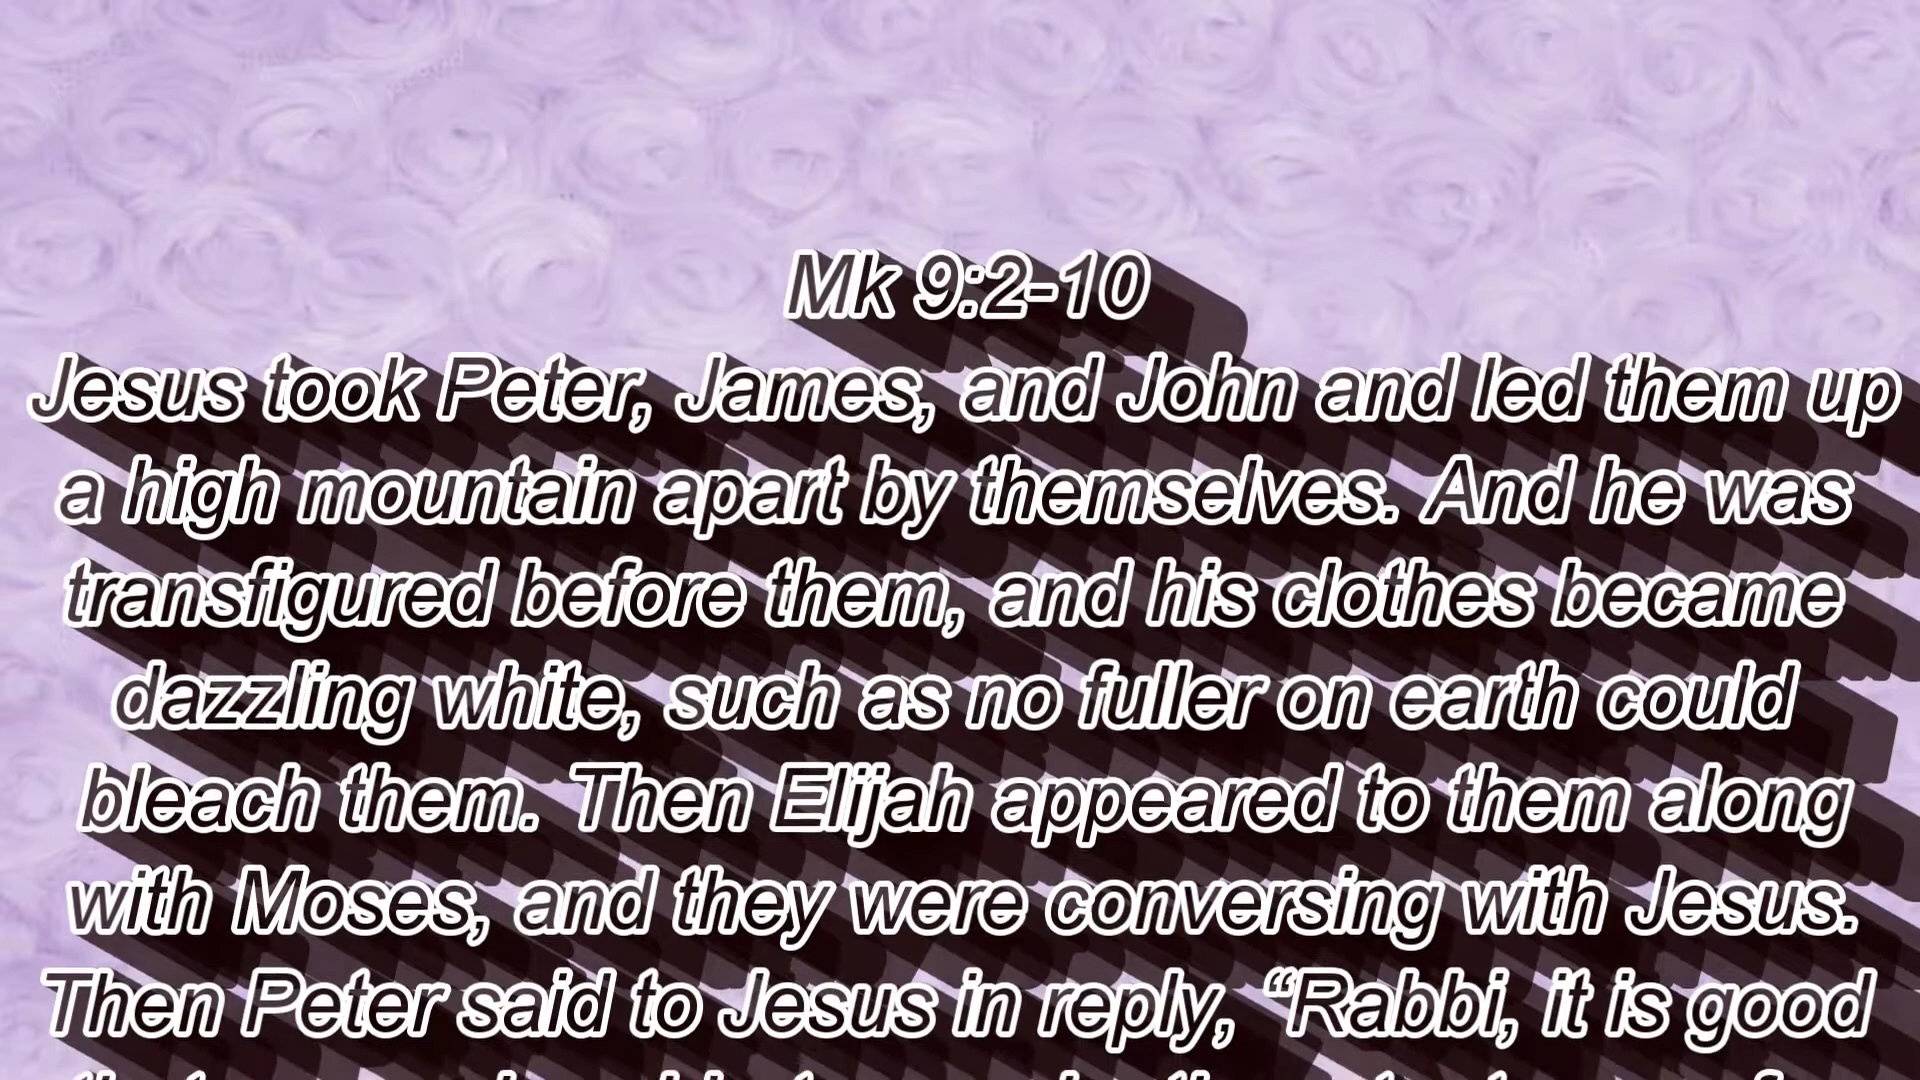 Mk 9:2-10
Jesus took Peter, James, and John and led them up
a high mountain apart by themselves. And he was
transfigured before them, and his clothes became
dazzling white, such as no fuller on earth could
bleach them. Then Elijah appeared to them along
with Moses, and they were conversing with Jesus.
Then Peter said to Jesus in reply, “Rabbi, it is good